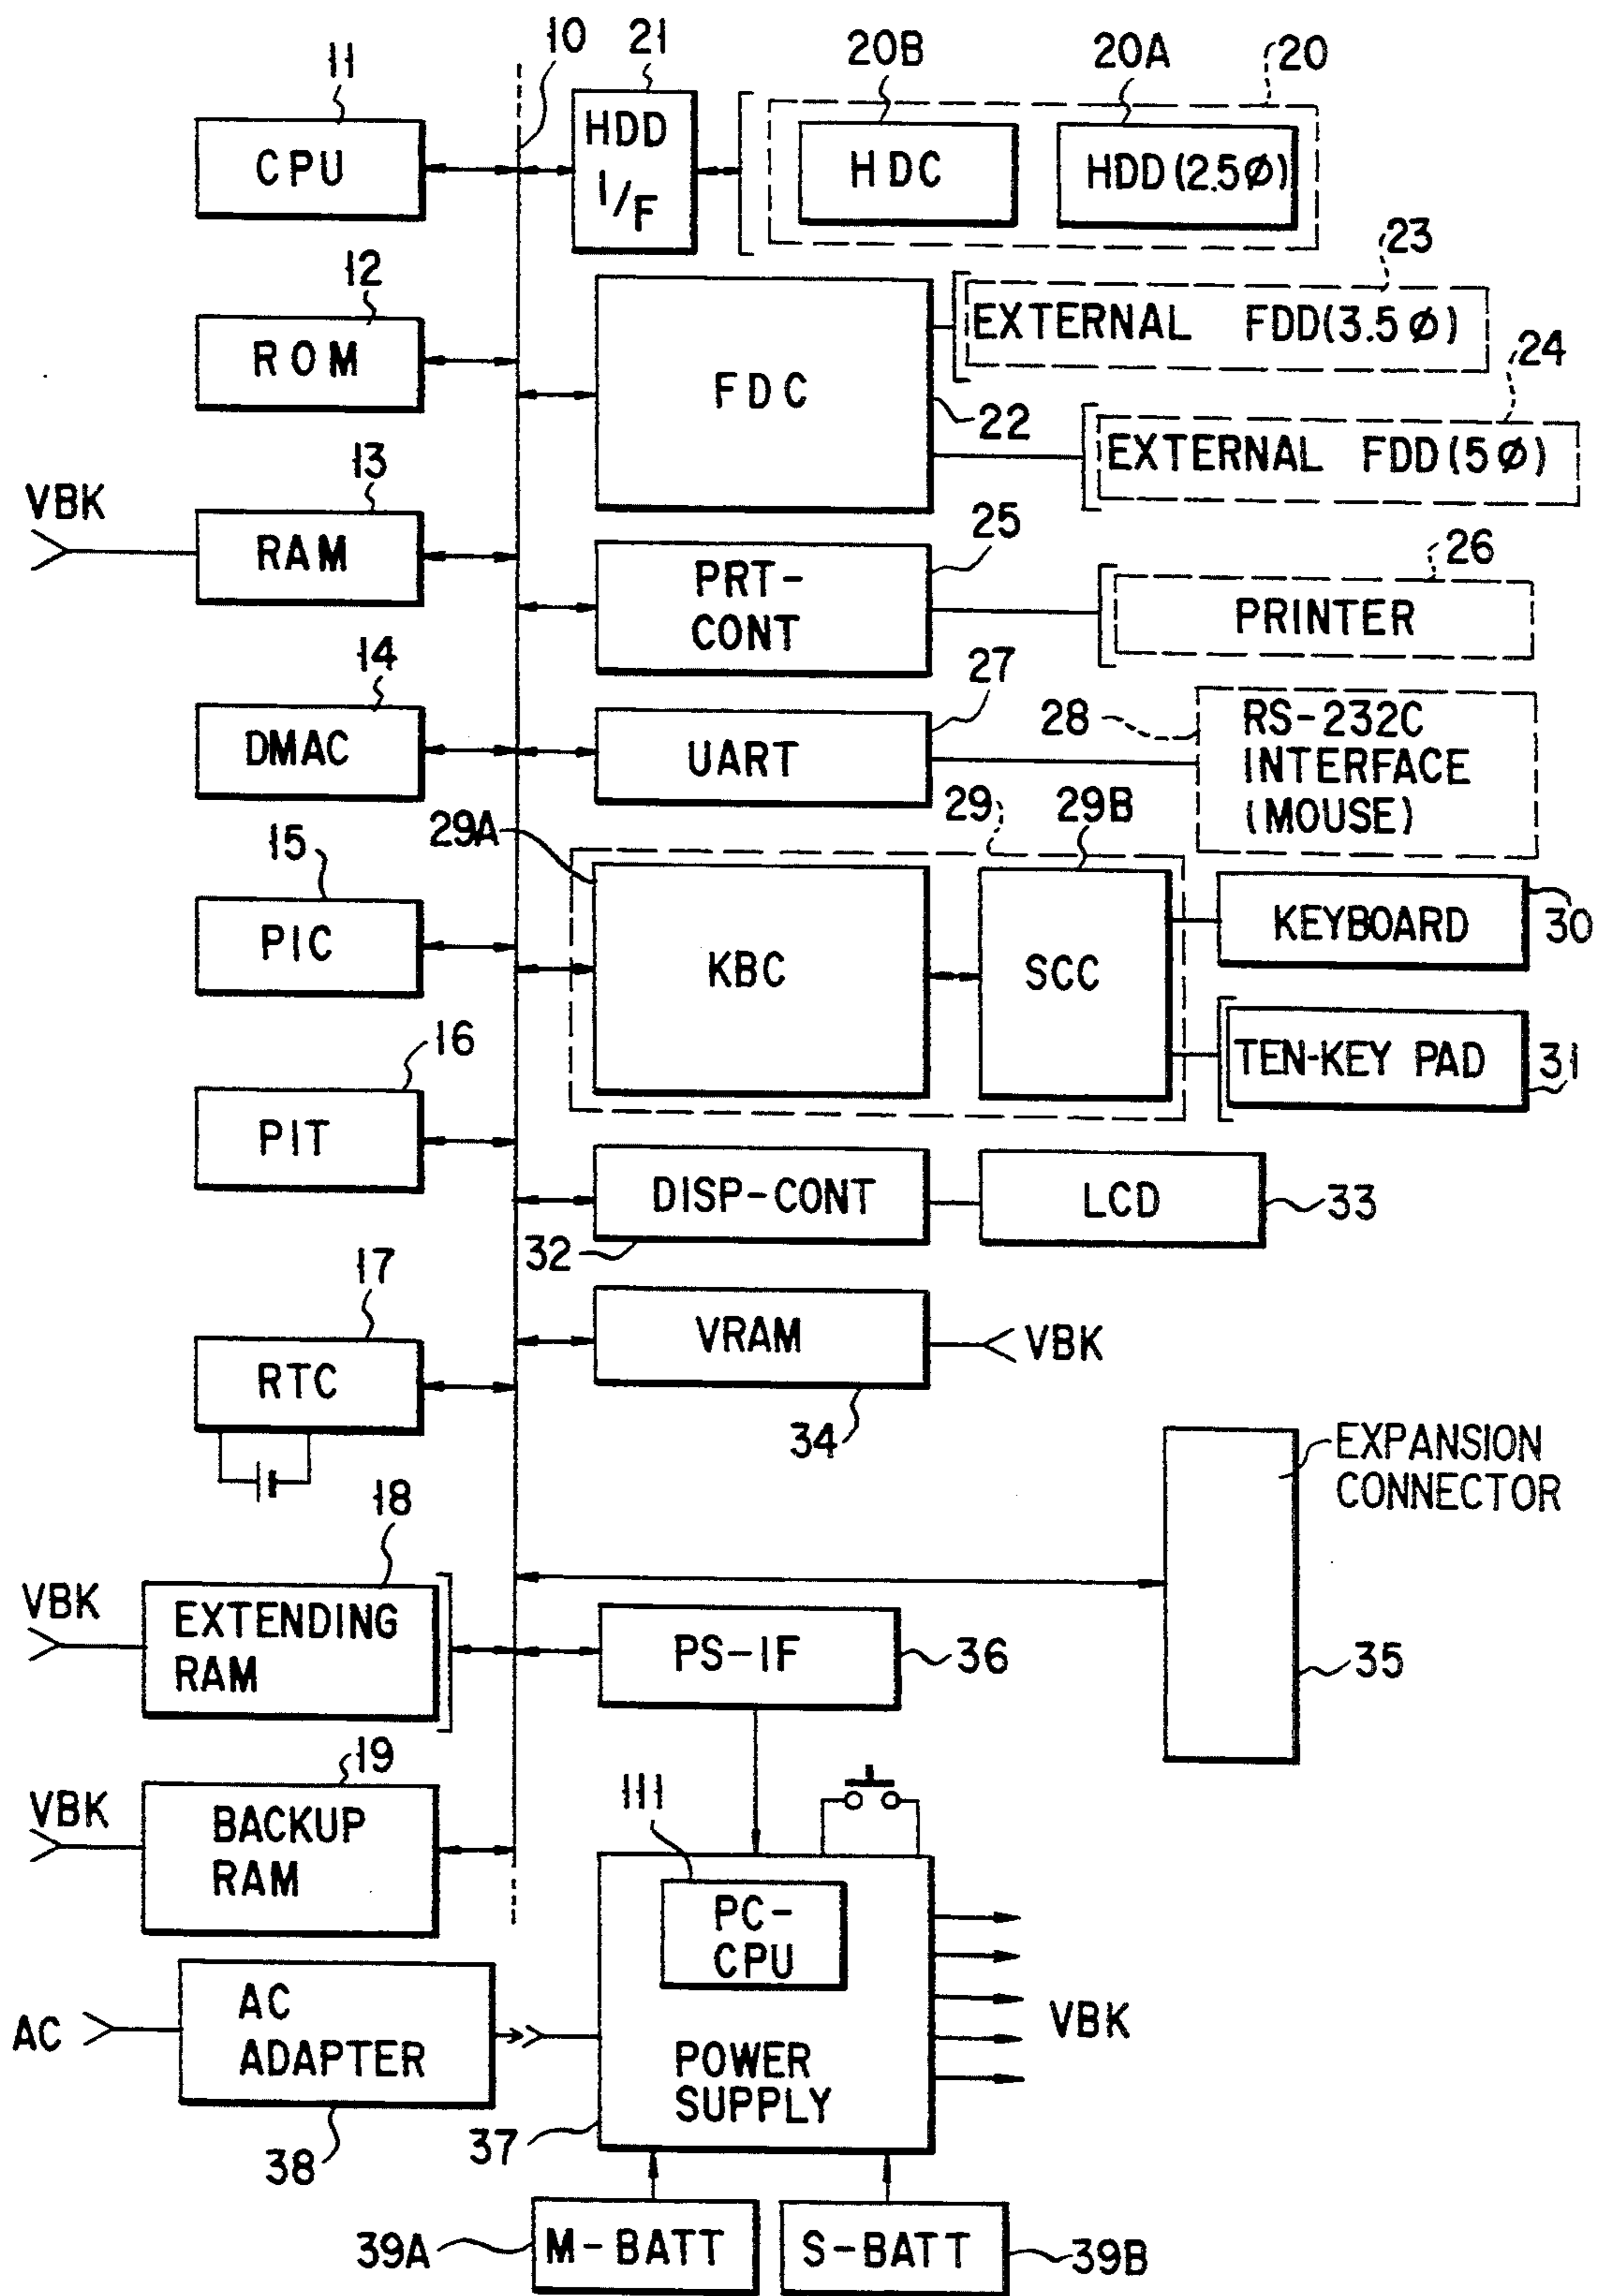 10
21
20B
20A
20
11
CPU
HDD
I/F
HDC
HDD(2.5Ø)
12
ROM
23
EXTERNAL FDD(3.5Ø)
FDC
22
24
EXTERNAL FDD(5Ø)
VBK
13
RAM
25
PRT-
CONT
26
PRINTER
14
DMAC
27
UART
28
RS-232C
INTERFACE
(MOUSE)
15
PIC
29A
29
29B
KBC
SCC
KEYBOARD
30
TEN-KEY PAD
31
16
PIT
DISP-CONT
32
LCD
33
17
RTC
VRAM
VBK
34
EXPANSION
CONNECTOR
35
VBK
18
EXTENDING
RAM
PS-IF
36
VBK
19
BACKUP
RAM
111
PC-
CPU
AC
AC
ADAPTER
38
POWER
SUPPLY
37
VBK
39A
M-BATT
S-BATT
39B